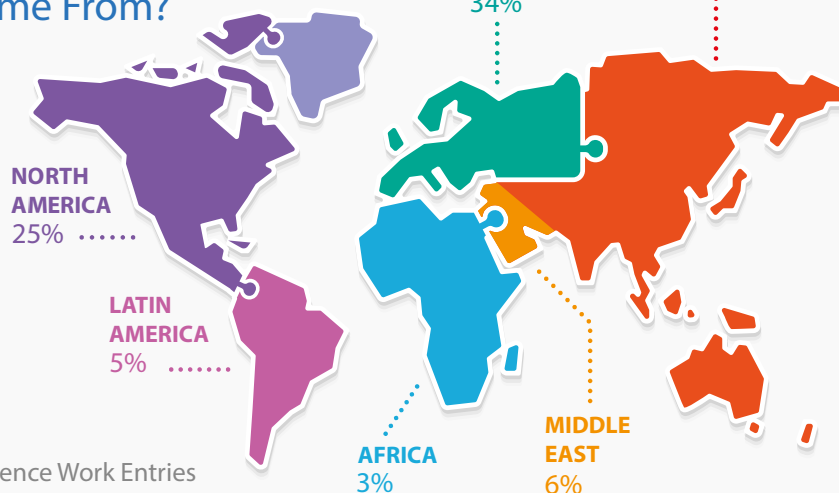 me From?
34%
NORTH
AMERICA
25%
LATIN
AMERICA
5%
AFRICA
3%
MIDDLE
EAST
6%
ence Work Entries